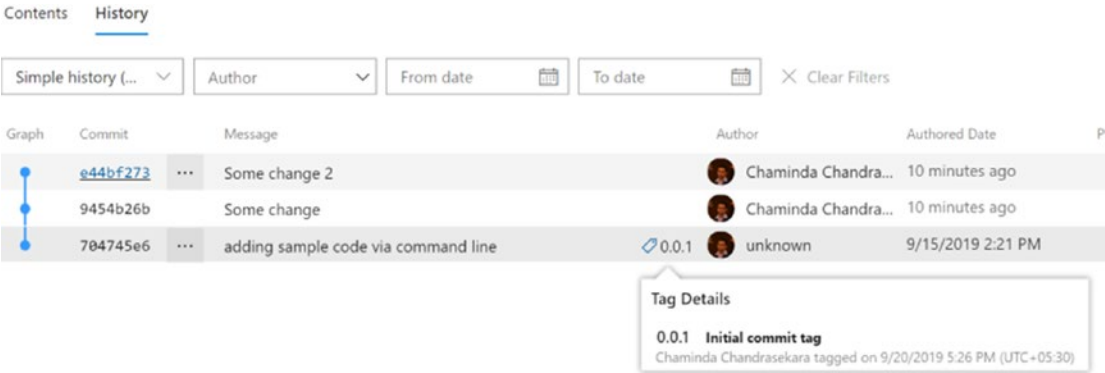 Contents History
Simple history (... Author From date To date Clear Filters
Graph Commit Message Author Authored Date P
e44bf273 ... Some change 2 Chaminda Chandra... 10 minutes ago
9454b26b Some change Chaminda Chandra... 10 minutes ago
704745e6 ... adding sample code via command line 0.0.1 unknown 9/15/2019 2:21 PM
Tag Details
0.0.1 Initial commit tag
Chaminda Chandrasekara tagged on 9/20/2019 5:26 PM (UTC+05:30)